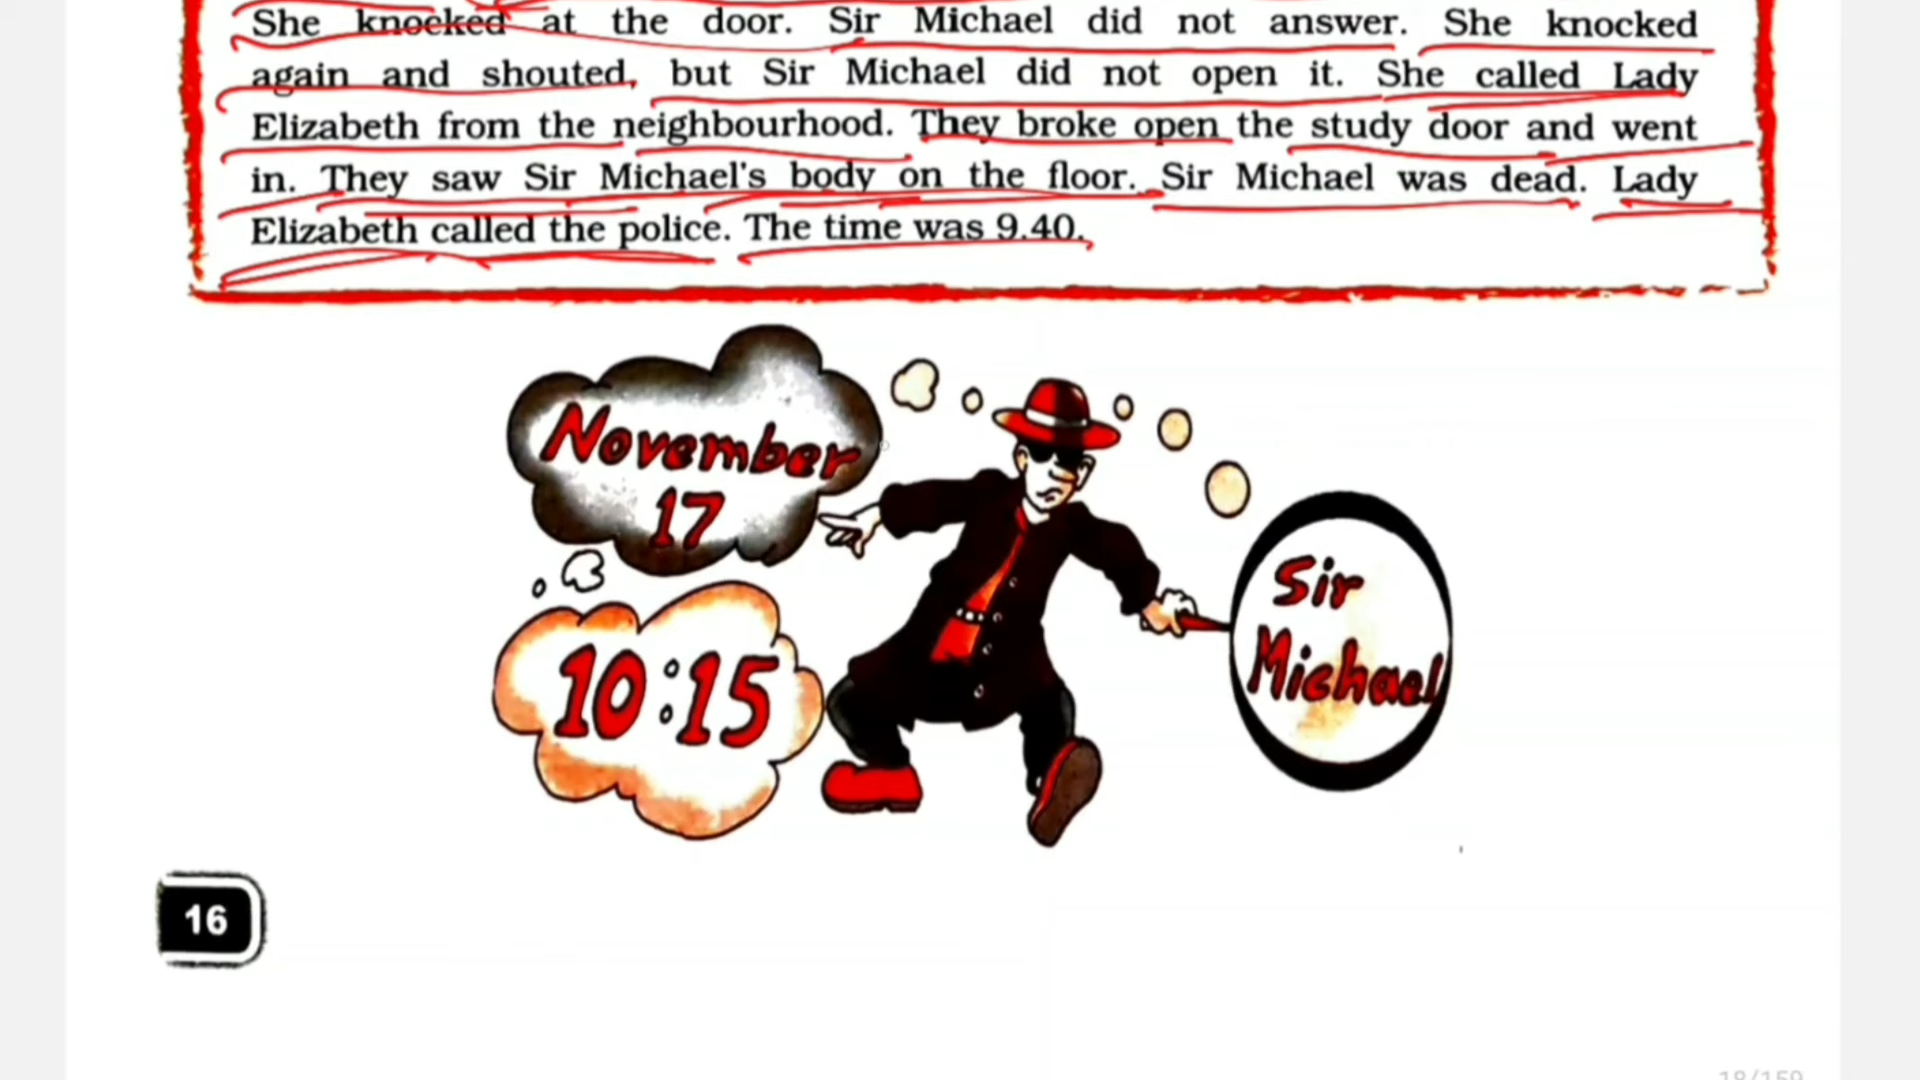 She knocked at the door. Sir Michael did not answer. She knocked
again and shouted, but Sir Michael did not open it. She called Lady
Elizabeth from the neighbourhood. They broke open the study door and went
in. They saw Sir Michael's body on the floor. Sir Michael was dead. Lady
Elizabeth called the police. The time was 9.40.
November
17
10:15
Sir
Michael
16
18/159